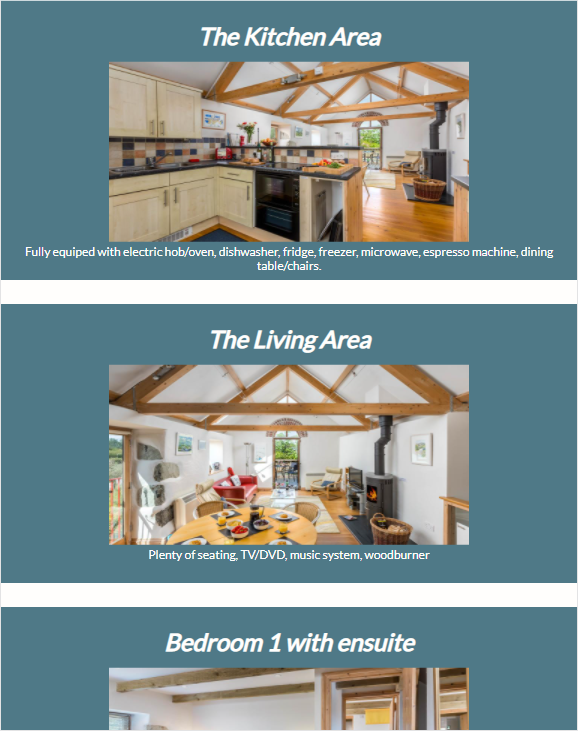 The Kitchen Area
Fully equiped with electric hob/oven, dishwasher, fridge, freezer, microwave, espresso machine, dining
table/chairs.
The Living Area
Plenty of seating, TV/DVD, music system, woodburner
Bedroom 1 with ensuite